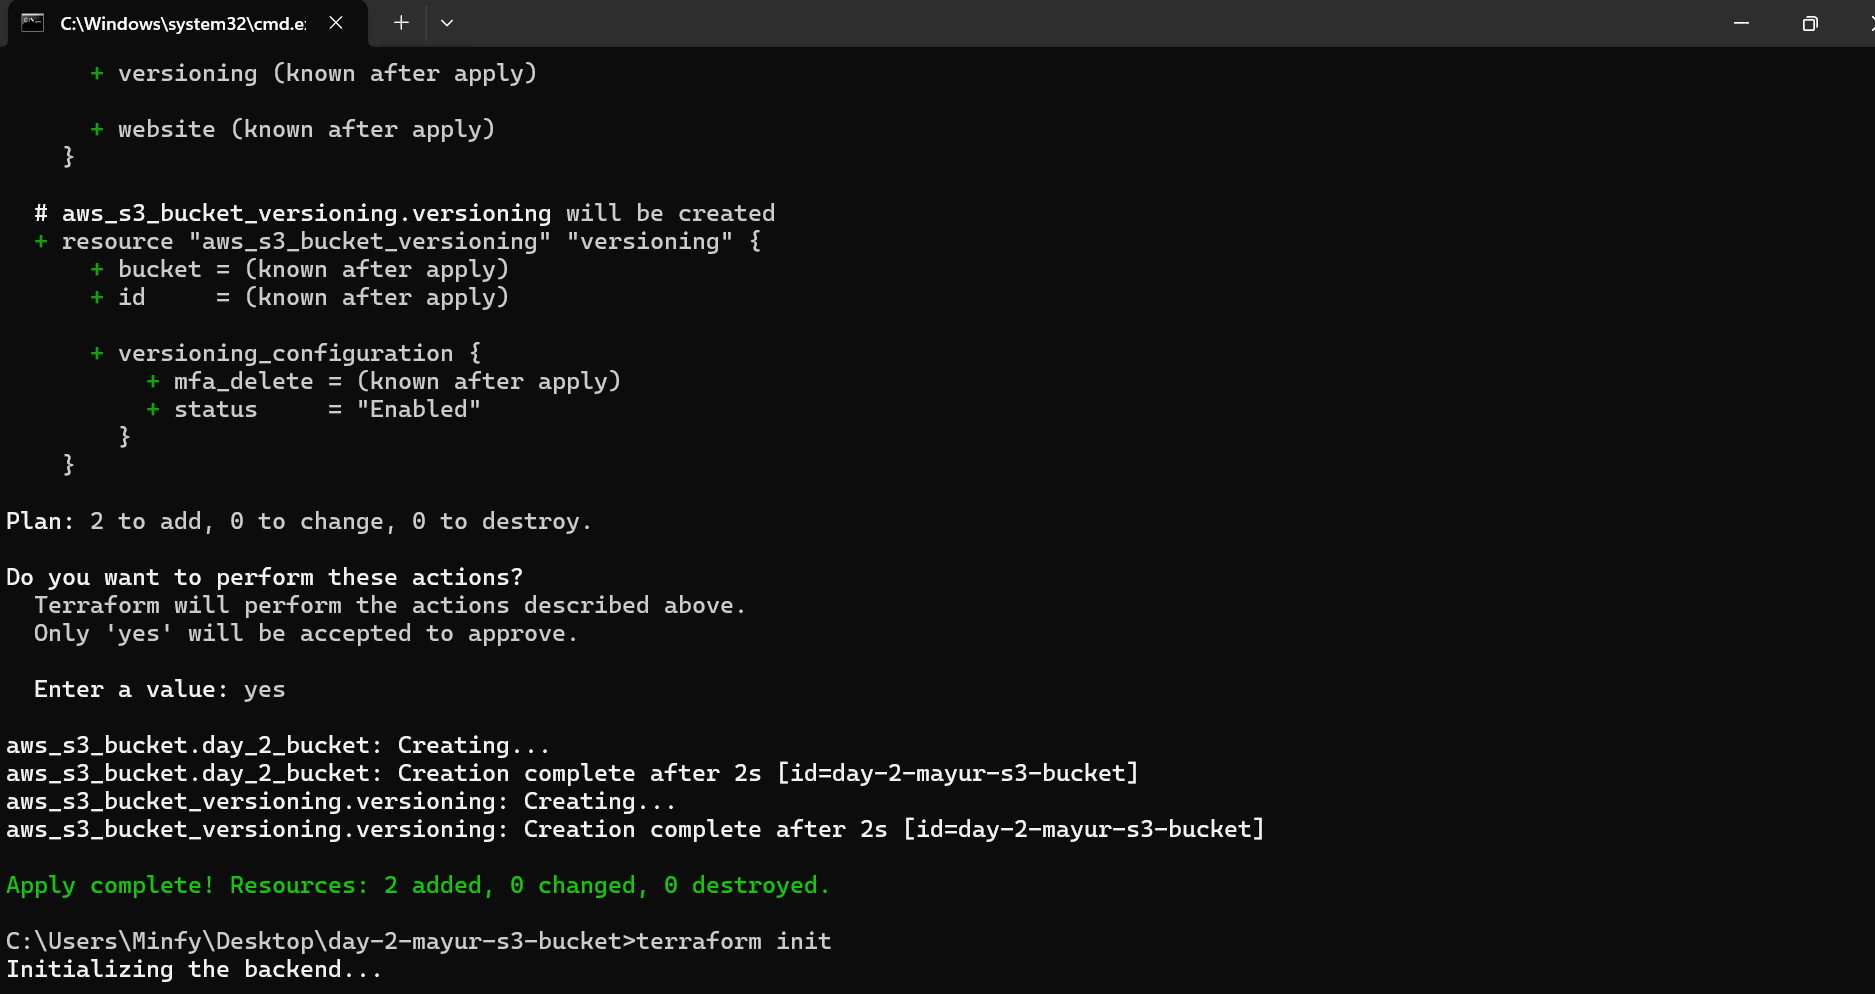 C:\Windows\system32\cmd.e
+ versioning (known after apply)
+ website (known after apply)
}
# aws_s3_bucket_versioning.versioning will be created
+ resource "aws_s3_bucket_versioning" "versioning" {
+ bucket = (known after apply)
+ id     = (known after apply)
+ versioning_configuration {
+ mfa_delete = (known after apply)
+ status     = "Enabled"
}
}
Plan: 2 to add, 0 to change, 0 to destroy.
Do you want to perform these actions?
Terraform will perform the actions described above.
Only 'yes' will be accepted to approve.
Enter a value: yes
aws_s3_bucket.day_2_bucket: Creating...
aws_s3_bucket.day_2_bucket: Creation complete after 2s [id=day-2-mayur-s3-bucket]
aws_s3_bucket_versioning.versioning: Creating...
aws_s3_bucket_versioning.versioning: Creation complete after 2s [id=day-2-mayur-s3-bucket]
Apply complete! Resources: 2 added, 0 changed, 0 destroyed.
C:\Users\Minfy\Desktop\day-2-mayur-s3-bucket>terraform init
Initializing the backend...